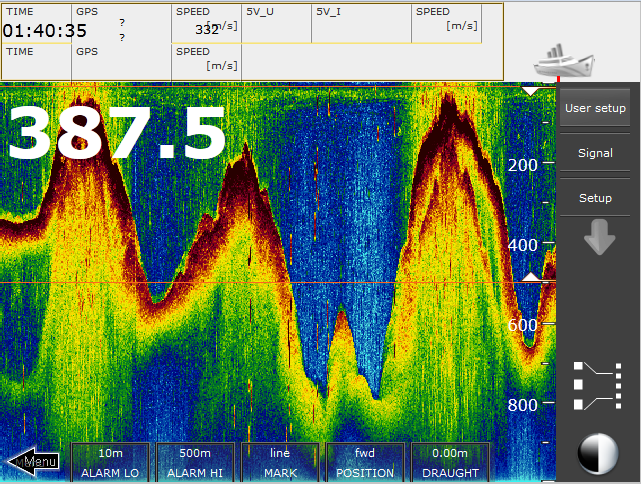 TIME GPS SPEED 5V_U 5V_I SPEED
01:40:35 ? 332 [m/s] [m/s]
?
TIME GPS SPEED
[m/s]
387.5
User setup
Signal
200
Setup
400
600
800
Menu
10m 500m line fwd 0.00m
ALARM LO ALARM HI MARK POSITION DRAUGHT